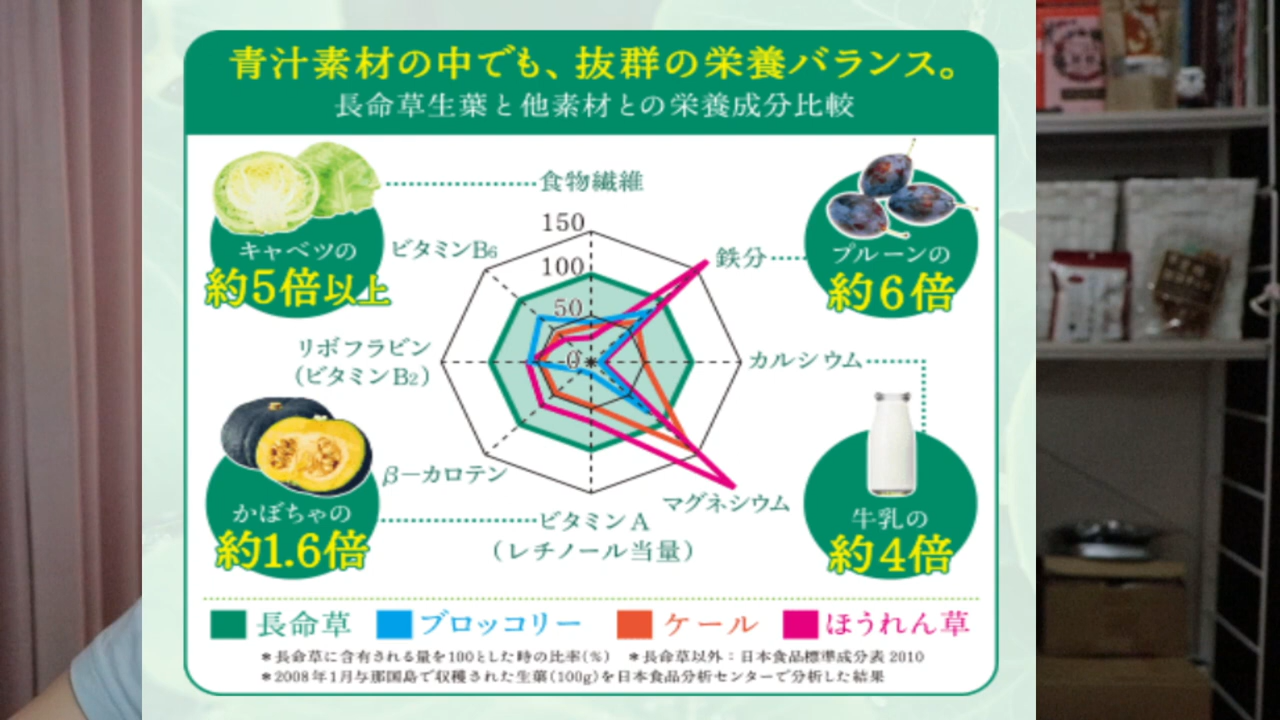 青汁素材の中でも、抜群の栄養バランス。
長命草生葉と他素材との栄養成分比較
キャベツの
約5倍以上
食物繊維
プルーンの
約6倍
ビタミンB6
鉄分
150
100
50
0
リボフラビン
（ビタミンB2）
カルシウム
かぼちゃの
約1.6倍
β−カロテン
マグネシウム
ビタミンA
（レチノール当量）
牛乳の
約4倍
長命草 ブロッコリー ケール ほうれん草
＊長命草に含有される量を100とした時の比率（％） ＊長命草以外：日本食品標準成分表 2010
＊2008年1月与那国島で収穫された生葉（100g）を日本食品分析センターで分析した結果